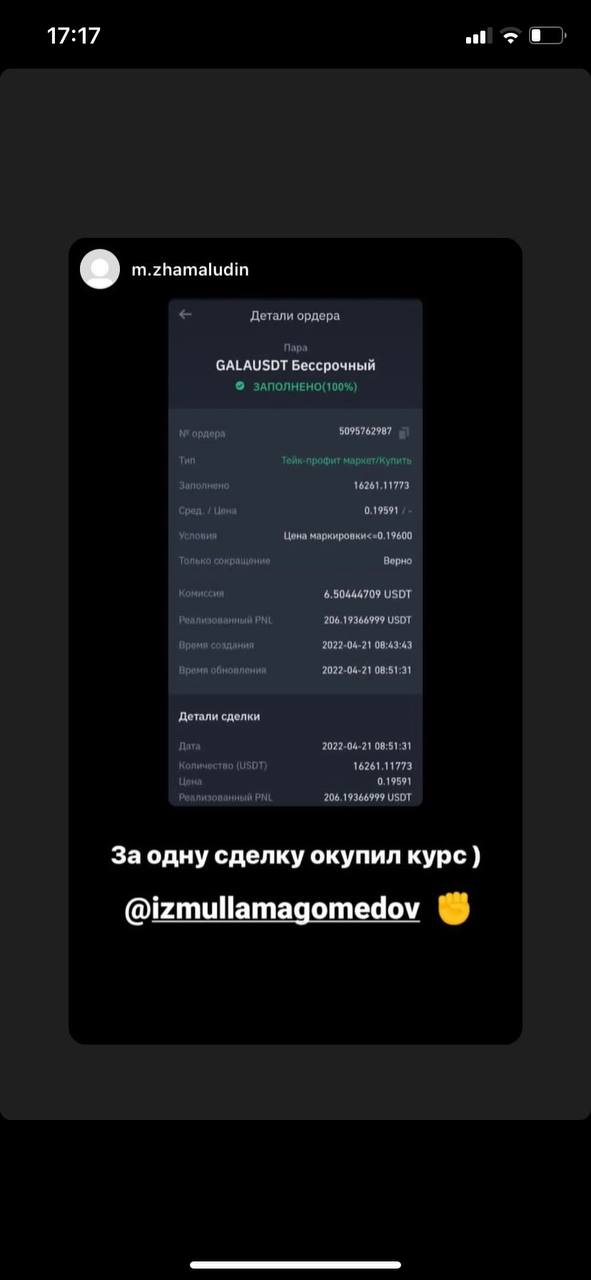 17:17
m.zhamaludin
Детали ордера
Пара
GALAUSDT Бессрочный
ЗАПОЛНЕНО(100%)
№ ордера 5095762987
Тип Тейк-профит маркет/Купить
Заполнено 16261.11773
Сред. / Цена 0.19591 / -
Условия Цена маркировки<=0.19600
Только сокращение Верно
Комиссия 6.50444709 USDT
Реализованный PNL 206.19366999 USDT
Время создания 2022-04-21 08:43:43
Время обновления 2022-04-21 08:51:31
Детали сделки
Дата 2022-04-21 08:51:31
Количество (USDT) 16261.11773
Цена 0.19591
Реализованный PNL 206.19366999 USDT
За одну сделку окупил курс )
@izmullamagomedov ✊